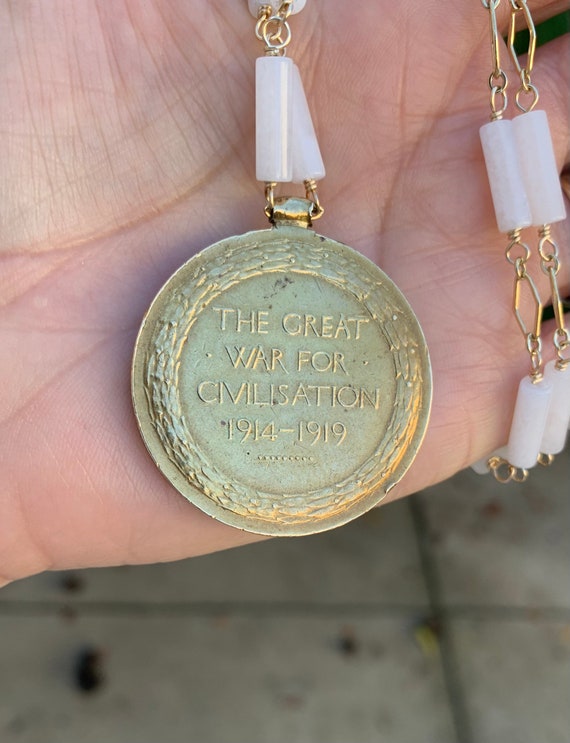 THE GREAT
· WAR FOR ·
CIVILISATION
1914-1919